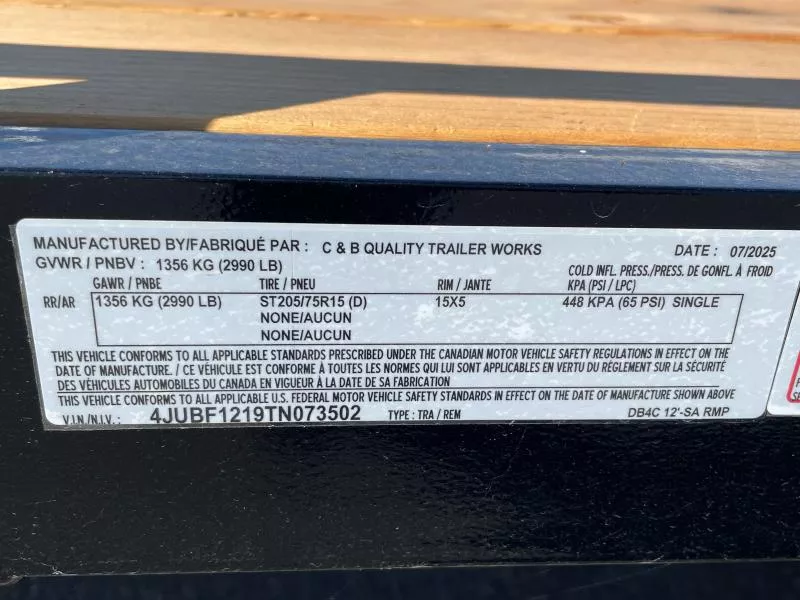 MANUFACTURED BY/FABRIQUÉ PAR : C & B QUALITY TRAILER WORKS DATE : 07/2025
GVWR / PNBV : 1356 KG (2990 LB)
GAWR / PNBE TIRE / PNEU RIM / JANTE COLD INFL. PRESS./PRESS. DE GONFL. À FROID KPA (PSI / LPC)
RR/AR 1356 KG (2990 LB) ST205/75R15 (D) 15X5 448 KPA (65 PSI) SINGLE
NONE/AUCUN
NONE/AUCUN
THIS VEHICLE CONFORMS TO ALL APPLICABLE STANDARDS PRESCRIBED UNDER THE CANADIAN MOTOR VEHICLE SAFETY REGULATIONS IN EFFECT ON THE
DATE OF MANUFACTURE. / CE VÉHICULE EST CONFORME À TOUTES LES NORMES QUI LUI SONT APPLICABLES EN VERTU DU RÈGLEMENT SUR LA SÉCURITÉ
DES VÉHICULES AUTOMOBILES DU CANADA EN VIGUEUR À LA DATE DE SA FABRICATION
THIS VEHICLE CONFORMS TO ALL APPLICABLE U.S. FEDERAL MOTOR VEHICLE SAFETY STANDARDS IN EFFECT ON THE DATE OF MANUFACTURE SHOWN ABOVE
V.I.N./N.I.V. : 4JUBF1219TN073502 TYPE : TRA / REM DB4C 12'-SA RMP